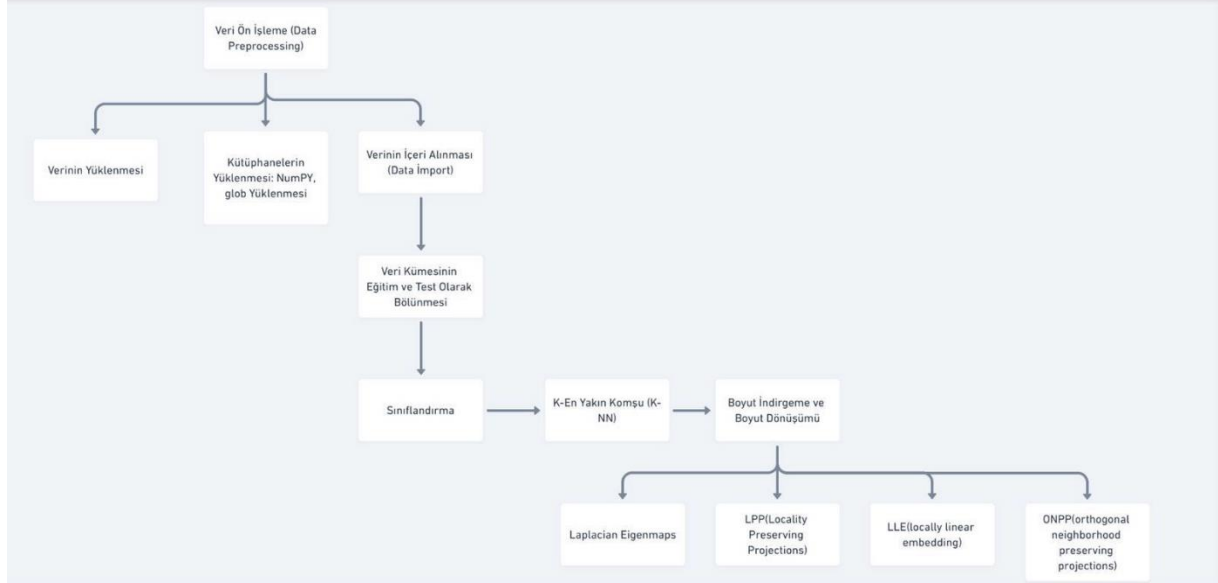 Veri Ön İşleme (Data
Preprocessing)
Verinin Yüklenmesi
Kütüphanelerin
Yüklenmesi: NumPY,
glob Yüklenmesi
Verinin İçeri Alınması
(Data İmport)
Veri Kümesinin
Eğitim ve Test Olarak
Bölünmesi
Sınıflandırma
K-En Yakın Komşu (K-
NN)
Boyut İndirgeme ve
Boyut Dönüşümü
Laplacian Eigenmaps
LPP(Locality
Preserving
Projections)
LLE(locally linear
embedding)
ONPP(orthogonal
neighborhood
preserving
projections)